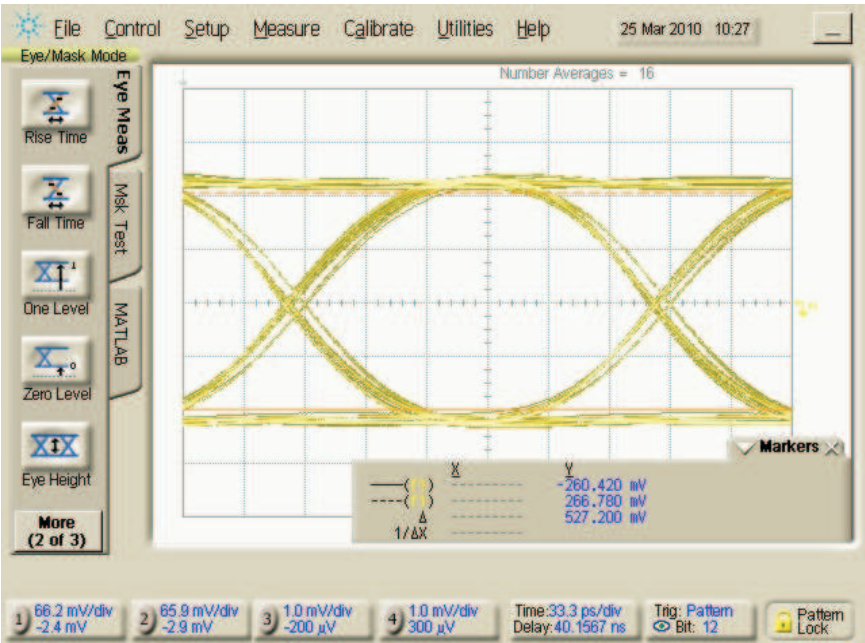 File Control Setup Measure Calibrate Utilities Help 25 Mar 2010 10:27
Eye/Mask Mode
Number Averages = 16
Eye Meas
Msk Test
MATLAB
Rise Time
Fall Time
One Level
Zero Level
Eye Height
More
(2 of 3)
Markers
X Y
—(1) -260.420 mV
----(1) 266.780 mV
Δ 527.200 mV
1/ΔX
1) 66.2 mV/div 2) 65.9 mV/div 3) 1.0 mV/div 4) 1.0 mV/div Time:33.3 ps/div Trig: Pattern Pattern
-2.4 mV -2.9 mV -200 μV 300 μV Delay:40.1567 ns Bit: 12 Lock